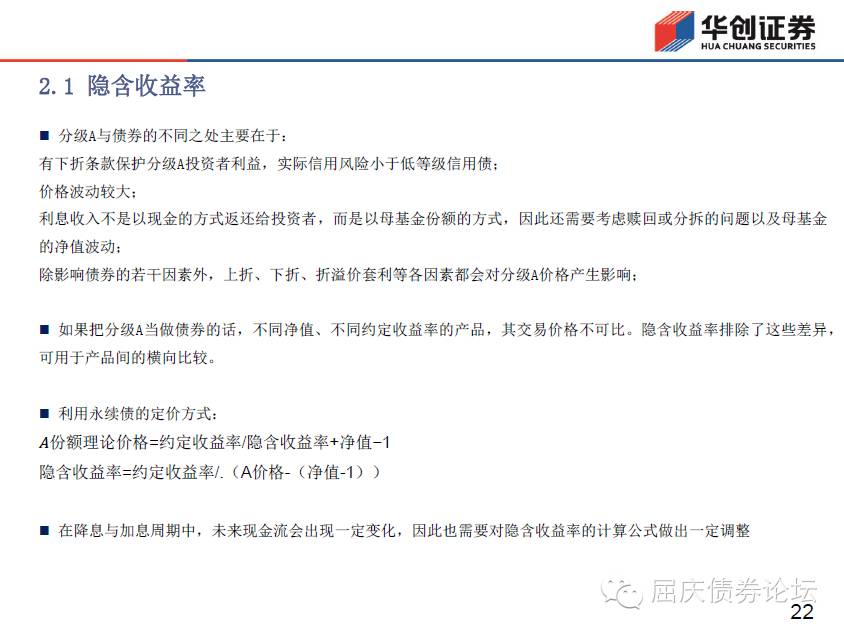 华创证券
HUA CHUANG SECURITIES
2.1 隐含收益率
■ 分级A与债券的不同之处主要在于：
有下折条款保护分级A投资者利益，实际信用风险小于低等级信用债；
价格波动较大；
利息收入不是以现金的方式返还给投资者，而是以母基金份额的方式，因此还需要考虑赎回或分拆的问题以及母基金
的净值波动；
除影响债券的若干因素外，上折、下折、折溢价套利等各因素都会对分级A价格产生影响；
■ 如果把分级A当做债券的话，不同净值、不同约定收益率的产品，其交易价格不可比。隐含收益率排除了这些差异，
可用于产品间的横向比较。
■ 利用永续债的定价方式：
A份额理论价格=约定收益率/隐含收益率+净值−1
隐含收益率=约定收益率/.（A价格-（净值-1））
■ 在降息与加息周期中，未来现金流会出现一定变化，因此也需要对隐含收益率的计算公式做出一定调整
屈庆债券论坛
22